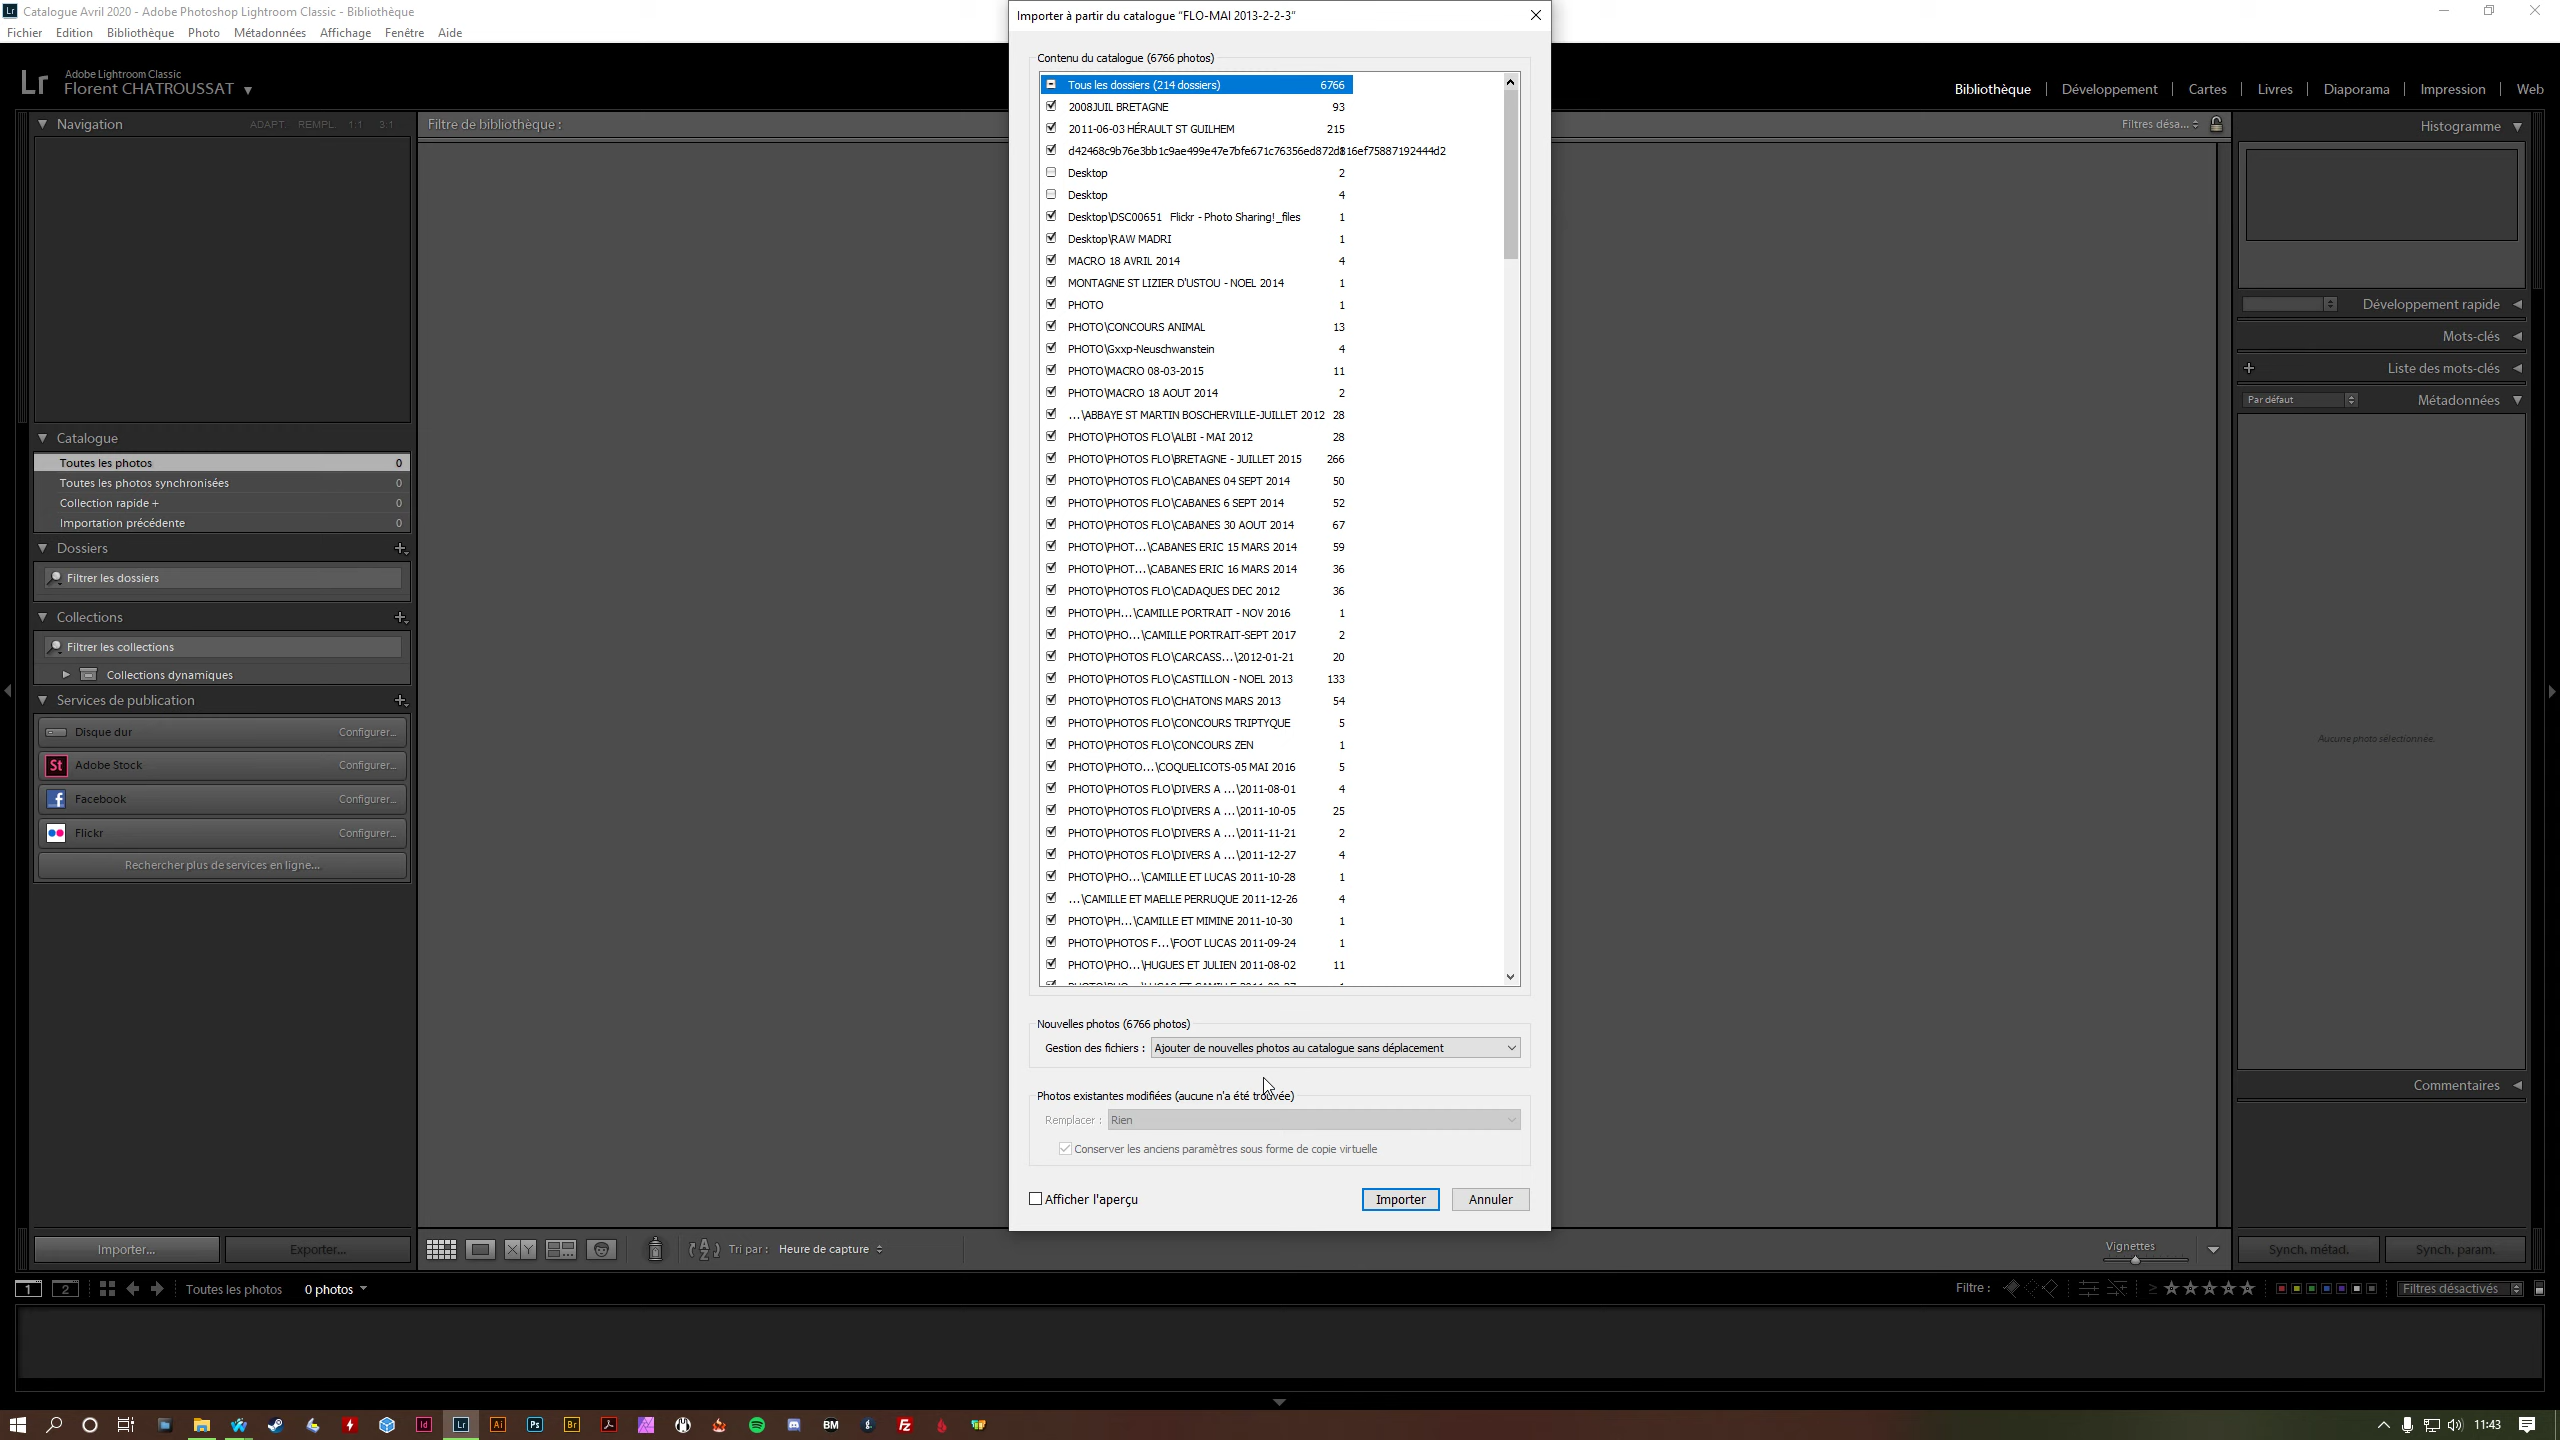 Catalogue Avril 2020 - Adobe Photoshop Lightroom Classic - Bibliothèque
Fichier Edition Bibliothèque Photo Métadonnées Affichage Fenêtre Aide
Lr
Adobe Lightroom Classic
Florent CHATROUSSAT
Bibliothèque | Développement | Cartes | Livres | Diaporama | Impression | Web
Navigation ADAPT. REMPL. 1:1 3:1
Catalogue
Toutes les photos 0
Toutes les photos synchronisées 0
Collection rapide + 0
Importation précédente 0
Dossiers
Filtrer les dossiers
Collections
Filtrer les collections
Collections dynamiques
Services de publication
Disque dur Configurer...
St Adobe Stock Configurer...
Facebook Configurer...
Flickr Configurer...
Rechercher plus de services en ligne...
Importer... Exporter...
Filtre de bibliothèque :
Filtres désa...
Importer à partir du catalogue “FLO-MAI 2013-2-2-3”
Contenu du catalogue (6766 photos)
Tous les dossiers (214 dossiers) 6766
2008JUIL BRETAGNE 93
2011-06-03 HÉRAULT ST GUILHEM 215
Desktop 2
Desktop 4
Desktop\DSC00651 Flickr - Photo Sharing!_files 1
Desktop\RAW MADRI 1
MACRO 18 AVRIL 2014 4
MONTAGNE ST LIZIER D'USTOU - NOEL 2014 1
PHOTO 1
PHOTO\CONCOURS ANIMAL 13
PHOTO\Gxxp-Neuschwanstein 4
PHOTO\MACRO 08-03-2015 11
PHOTO\MACRO 18 AOUT 2014 2
...\ABBAYE ST MARTIN BOSCHERVILLE-JUILLET 2012 28
PHOTO\PHOTOS FLO\ALBI - MAI 2012 28
PHOTO\PHOTOS FLO\BRETAGNE - JUILLET 2015 266
PHOTO\PHOTOS FLO\CABANES 04 SEPT 2014 50
PHOTO\PHOTOS FLO\CABANES 6 SEPT 2014 52
PHOTO\PHOTOS FLO\CABANES 30 AOUT 2014 67
PHOTO\PHOT...\CABANES ERIC 15 MARS 2014 59
PHOTO\PHOT...\CABANES ERIC 16 MARS 2014 36
PHOTO\PHOTOS FLO\CADAQUES DEC 2012 36
PHOTO\PH...\CAMILLE PORTRAIT - NOV 2016 1
PHOTO\PHO...\CAMILLE PORTRAIT-SEPT 2017 2
PHOTO\PHOTOS FLO\CARCASS...\2012-01-21 20
PHOTO\PHOTOS FLO\CASTILLON - NOEL 2013 133
PHOTO\PHOTOS FLO\CHATONS MARS 2013 54
PHOTO\PHOTOS FLO\CONCOURS TRIPTYQUE 5
PHOTO\PHOTOS FLO\CONCOURS ZEN 1
PHOTO\PHOTO...\COQUELICOTS-05 MAI 2016 5
PHOTO\PHOTOS FLO\DIVERS A ...\2011-08-01 4
PHOTO\PHOTOS FLO\DIVERS A ...\2011-10-05 25
PHOTO\PHOTOS FLO\DIVERS A ...\2011-11-21 2
PHOTO\PHOTOS FLO\DIVERS A ...\2011-12-27 4
PHOTO\PHO...\CAMILLE ET LUCAS 2011-10-28 1
...\CAMILLE ET MAELLE PERRUQUE 2011-12-26 4
PHOTO\PH...\CAMILLE ET MIMINE 2011-10-30 1
PHOTO\PHOTOS F...\FOOT LUCAS 2011-09-24 1
PHOTO\PHO...\HUGUES ET JULIEN 2011-08-02 11
Nouvelles photos (6766 photos)
Gestion des fichiers : Ajouter de nouvelles photos au catalogue sans déplacement
Photos existantes modifiées (aucune n'a été trouvée)
Remplacer : Rien
Conserver les anciens paramètres sous forme de copie virtuelle
Afficher l'aperçu
Importer Annuler
Histogramme
Développement rapide
Mots-clés
Liste des mots-clés
Par défaut Métadonnées
Aucune photo sélectionnée.
Commentaires
Synch. métad. Synch. param.
Tri par : Heure de capture
Vignettes
1 2 Toutes les photos 0 photos
Filtre : Filtres désactivés
Id Lr Ai Ps Br BM Fz
11:43